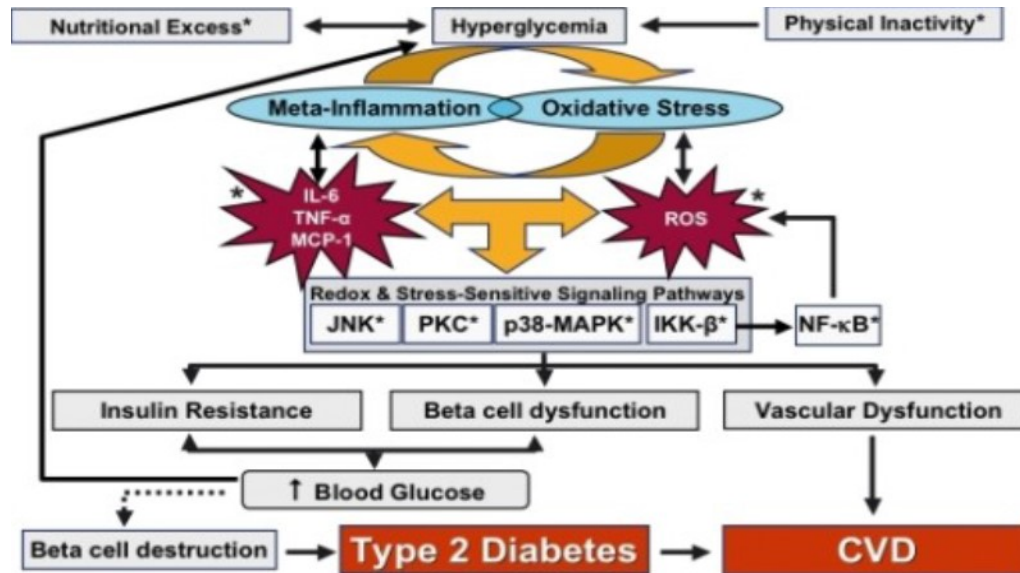 Nutritional Excess*
Hyperglycemia
Physical Inactivity*
Meta-Inflammation
Oxidative Stress
*
IL-6
TNF-α
MCP-1
ROS
*
Redox & Stress-Sensitive Signaling Pathways
JNK*
PKC*
p38-MAPK*
IKK-β*
NF-κB*
Insulin Resistance
Beta cell dysfunction
Vascular Dysfunction
↑ Blood Glucose
Beta cell destruction
Type 2 Diabetes
CVD